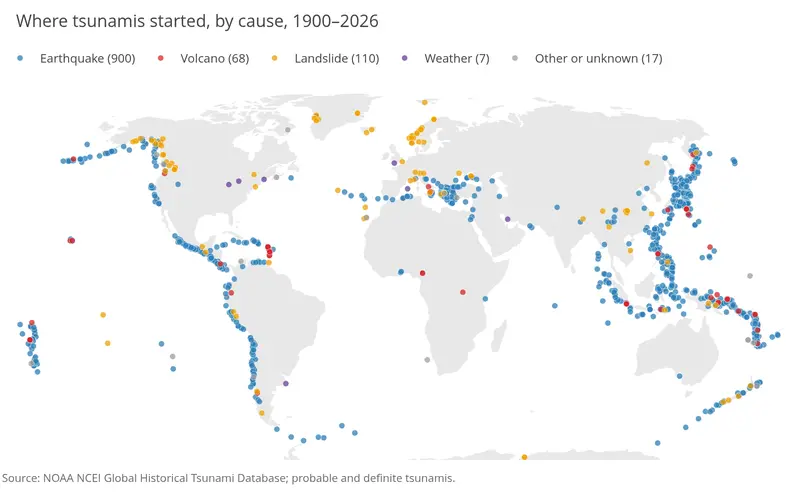 Where tsunamis started, by cause, 1900–2026
Earthquake (900) Volcano (68) Landslide (110) Weather (7) Other or unknown (17)
Source: NOAA NCEI Global Historical Tsunami Database; probable and definite tsunamis.